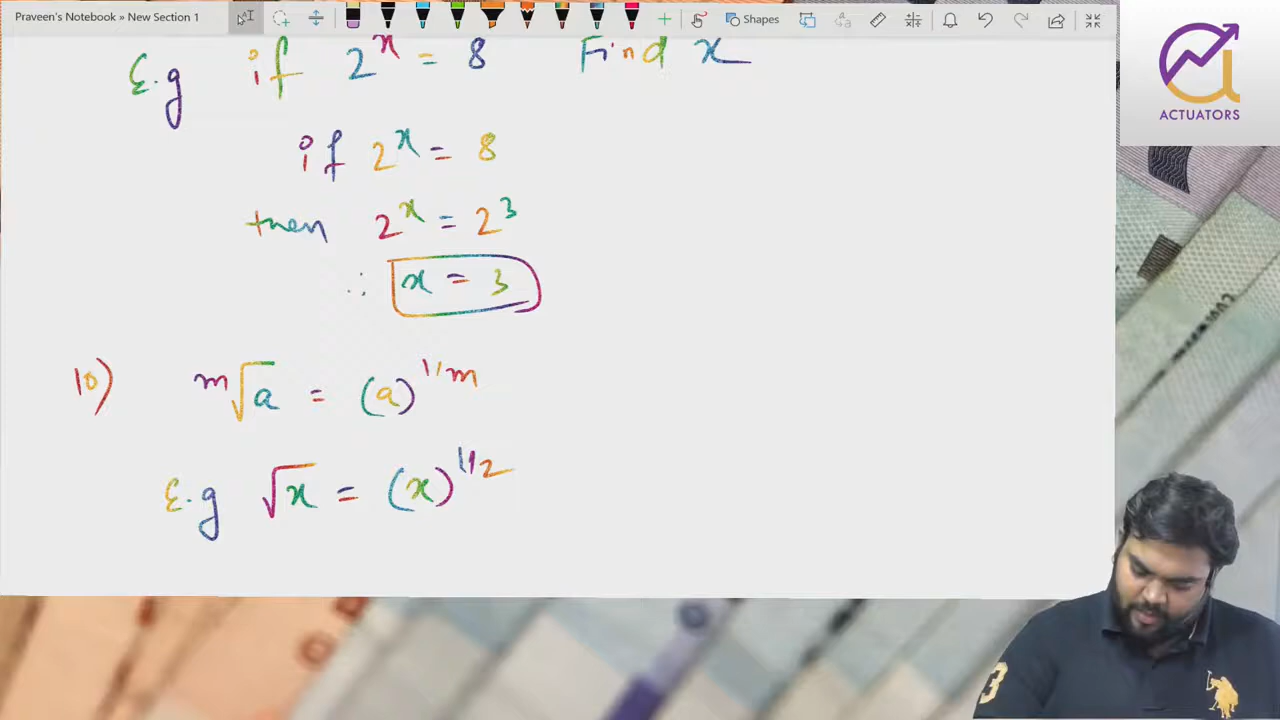 Praveen's Notebook » New Section 1
Shapes
ACTUATORS
E.g if 2^x = 8 Find x
if 2^x = 8
then 2^x = 2^3
∴ x = 3
10) m√a = (a)^1/m
E.g √x = (x)^1/2
3